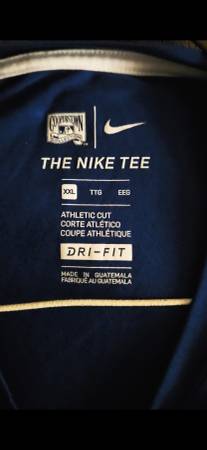 COOPERSTOWN
THE NIKE TEE
XXL TTG EEG
ATHLETIC CUT
CORTE ATLÉTICO
COUPE ATHLÉTIQUE
DRI-FIT
MADE IN GUATEMALA
FABRIQUÉ AU GUATEMALA